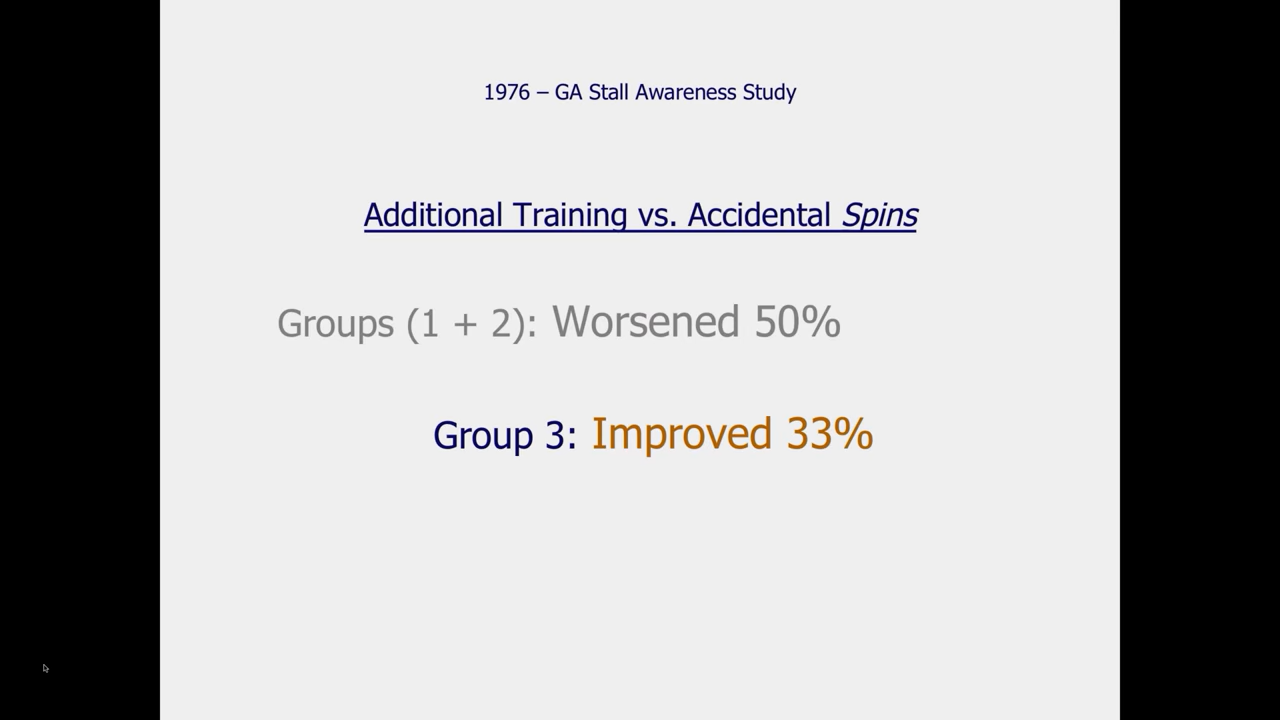 1976 – GA Stall Awareness Study
Additional Training vs. Accidental Spins
Groups (1 + 2): Worsened 50%
Group 3: Improved 33%